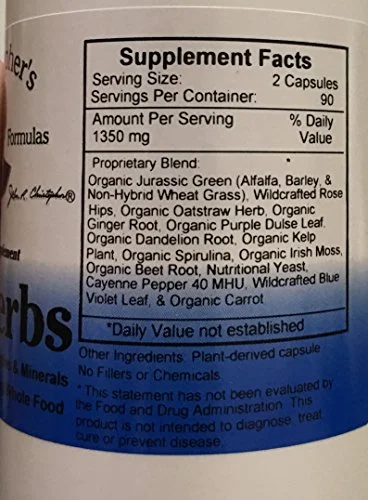 her's
Formulas
Supplement Facts
Serving Size: 2 Capsules
Servings Per Container: 90
Amount Per Serving % Daily
1350 mg Value
Proprietary Blend: *
Organic Jurassic Green (Alfalfa, Barley, &
Non-Hybrid Wheat Grass), Wildcrafted Rose
Hips, Organic Oatstraw Herb, Organic
Ginger Root, Organic Purple Dulse Leaf,
Organic Dandelion Root, Organic Kelp
Plant, Organic Spirulina, Organic Irish Moss,
Organic Beet Root, Nutritional Yeast,
Cayenne Pepper 40 MHU, Wildcrafted Blue
Violet Leaf, & Organic Carrot
*Daily Value not established
erbs
& Minerals
Food
Other Ingredients: Plant-derived capsule
No Fillers or Chemicals
*This statement has not been evaluated by
the Food and Drug Administration. This
product is not intended to diagnose, treat,
cure or prevent disease.